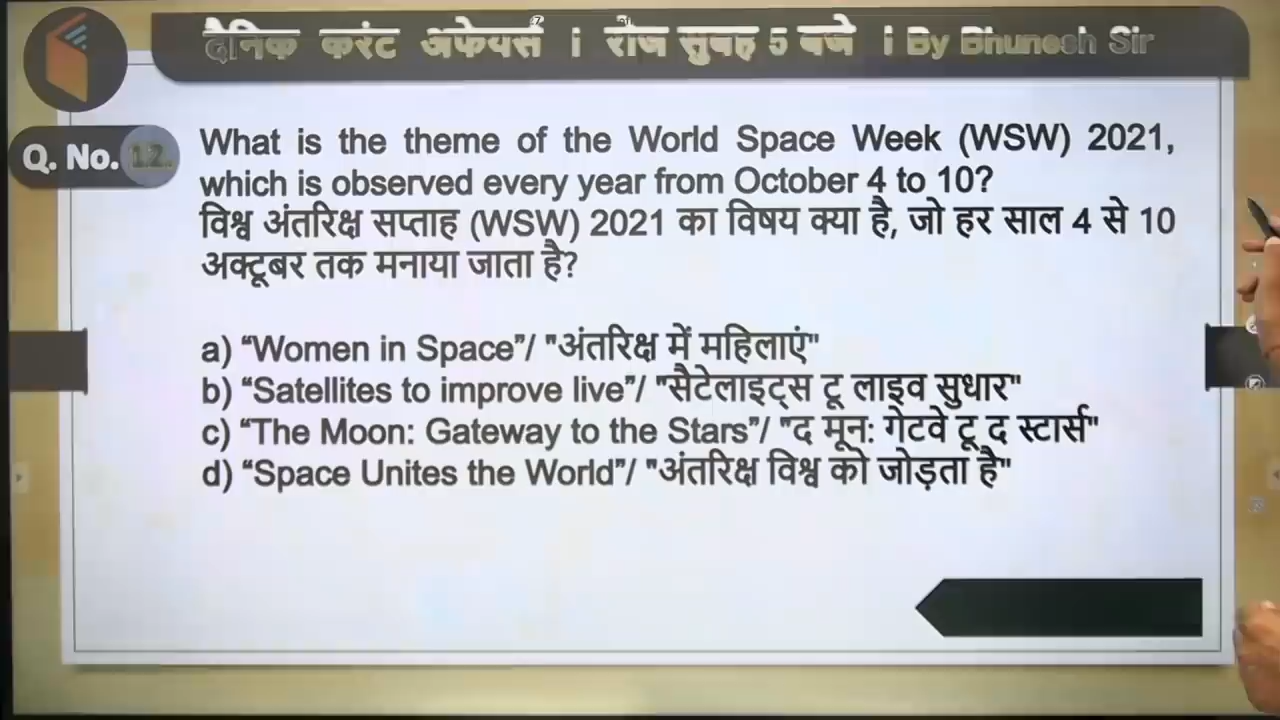 दैनिक करंट अफेयर्स । रोज सुबह 5 बजे । By Bhunesh Sir
Q. No. 12.
What is the theme of the World Space Week (WSW) 2021,
which is observed every year from October 4 to 10?
विश्व अंतरिक्ष सप्ताह (WSW) 2021 का विषय क्या है, जो हर साल 4 से 10
अक्टूबर तक मनाया जाता है?
a) “Women in Space”/ "अंतरिक्ष में महिलाएं"
b) “Satellites to improve live”/ "सैटेलाइट्स टू लाइव सुधार"
c) “The Moon: Gateway to the Stars”/ "द मून: गेटवे टू द स्टार्स"
d) “Space Unites the World”/ "अंतरिक्ष विश्व को जोड़ता है"